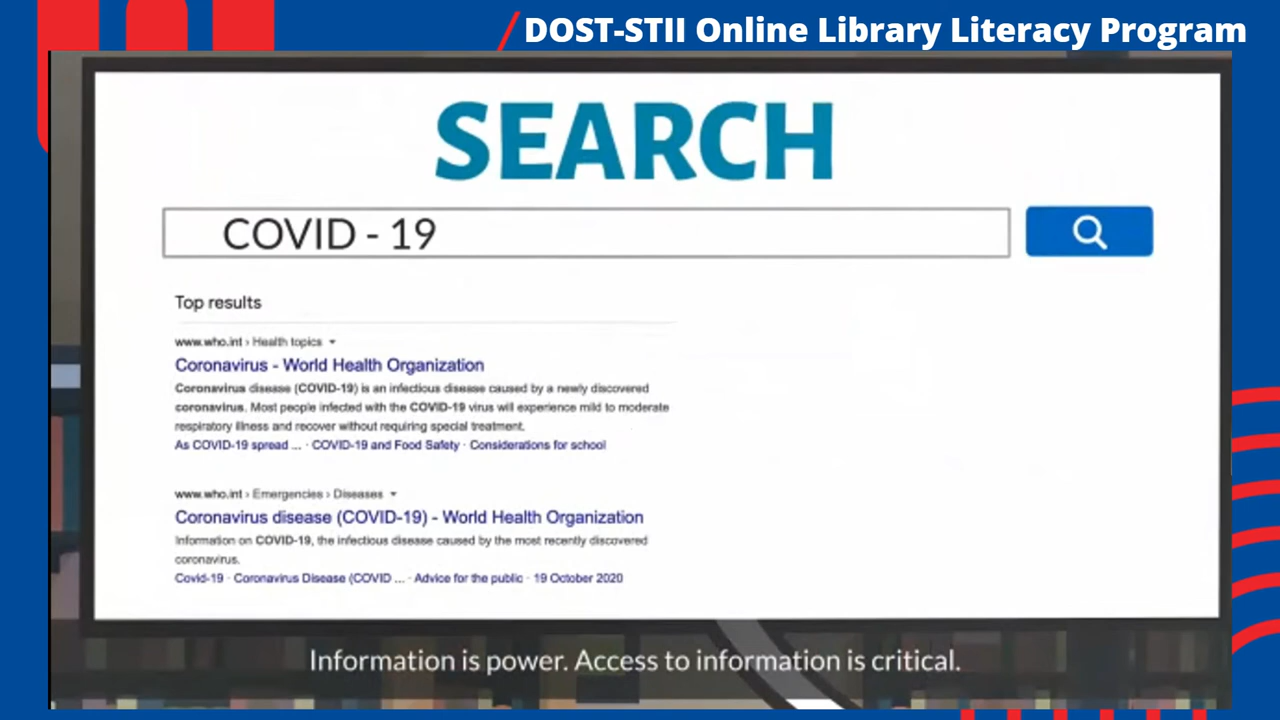 DOST-STII Online Library Literacy Program
SEARCH
COVID - 19
Top results
www.who.int › Health topics
Coronavirus - World Health Organization
Coronavirus disease (COVID-19) is an infectious disease caused by a newly discovered
coronavirus. Most people infected with the COVID-19 virus will experience mild to moderate
respiratory illness and recover without requiring special treatment.
As COVID-19 spread ... · COVID-19 and Food Safety · Considerations for school
www.who.int › Emergencies › Diseases
Coronavirus disease (COVID-19) - World Health Organization
Information on COVID-19, the infectious disease caused by the most recently discovered
coronavirus.
Covid-19 · Coronavirus Disease (COVID ... · Advice for the public · 19 October 2020
Information is power. Access to information is critical.